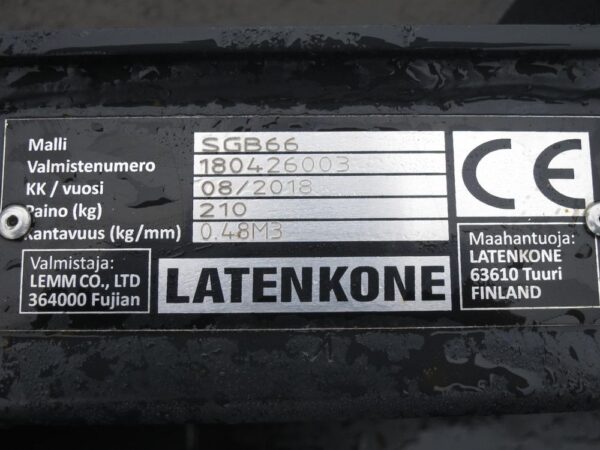 Malli SGB66
Valmistenumero 180426003
KK / vuosi 08/2018
Paino (kg) 210
Kantavuus (kg/mm) 0.48M3
Valmistaja:
LEMM CO., LTD
364000 Fujian
LATENKONE
CE
Maahantuoja:
LATENKONE
63610 Tuuri
FINLAND